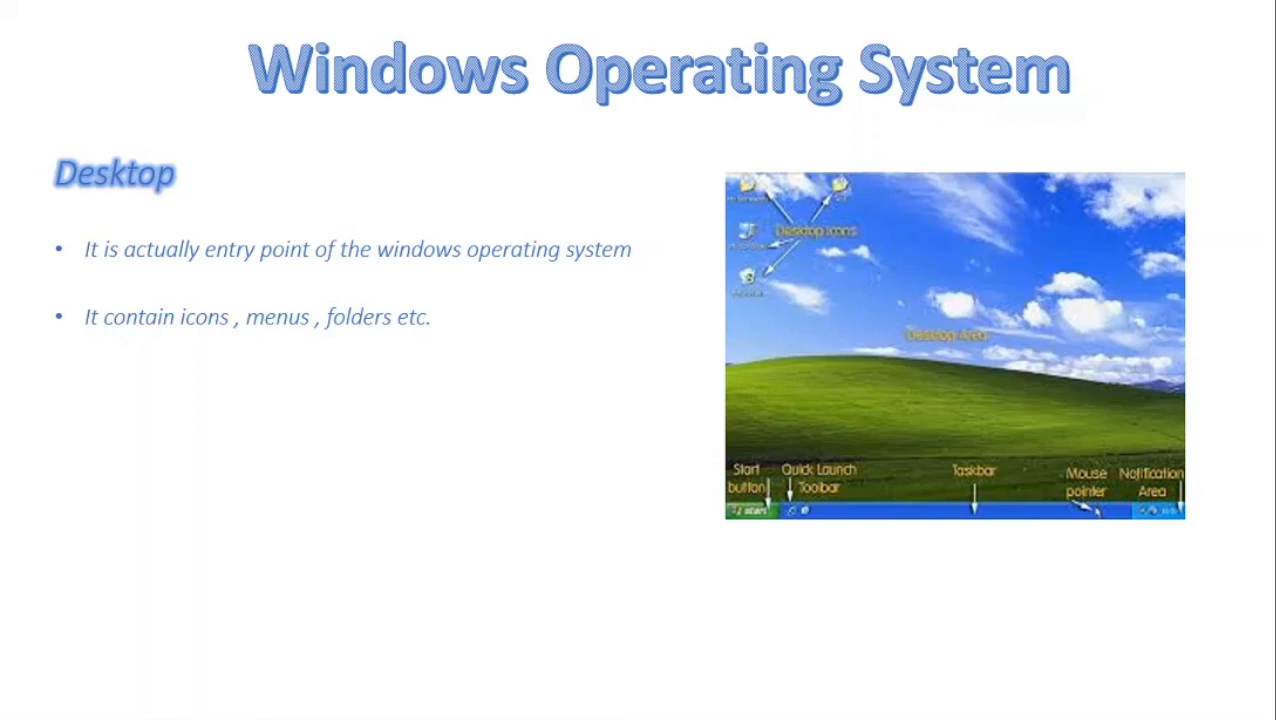 Windows Operating System
Desktop
• It is actually entry point of the windows operating system
• It contain icons , menus , folders etc.
Desktop Icons
Desktop Area
Start
button
Quick Launch
Toolbar
Taskbar
Mouse
pointer
Notification
Area
start